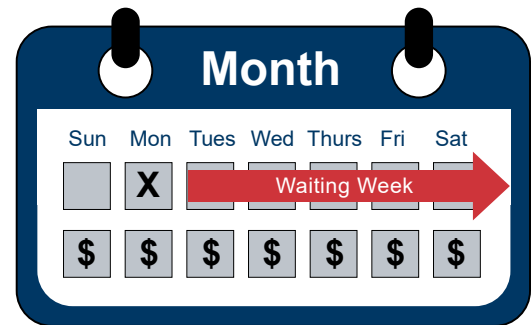 Month
Sun Mon Tues Wed Thurs Fri Sat
X Waiting Week
$ $ $ $ $ $ $